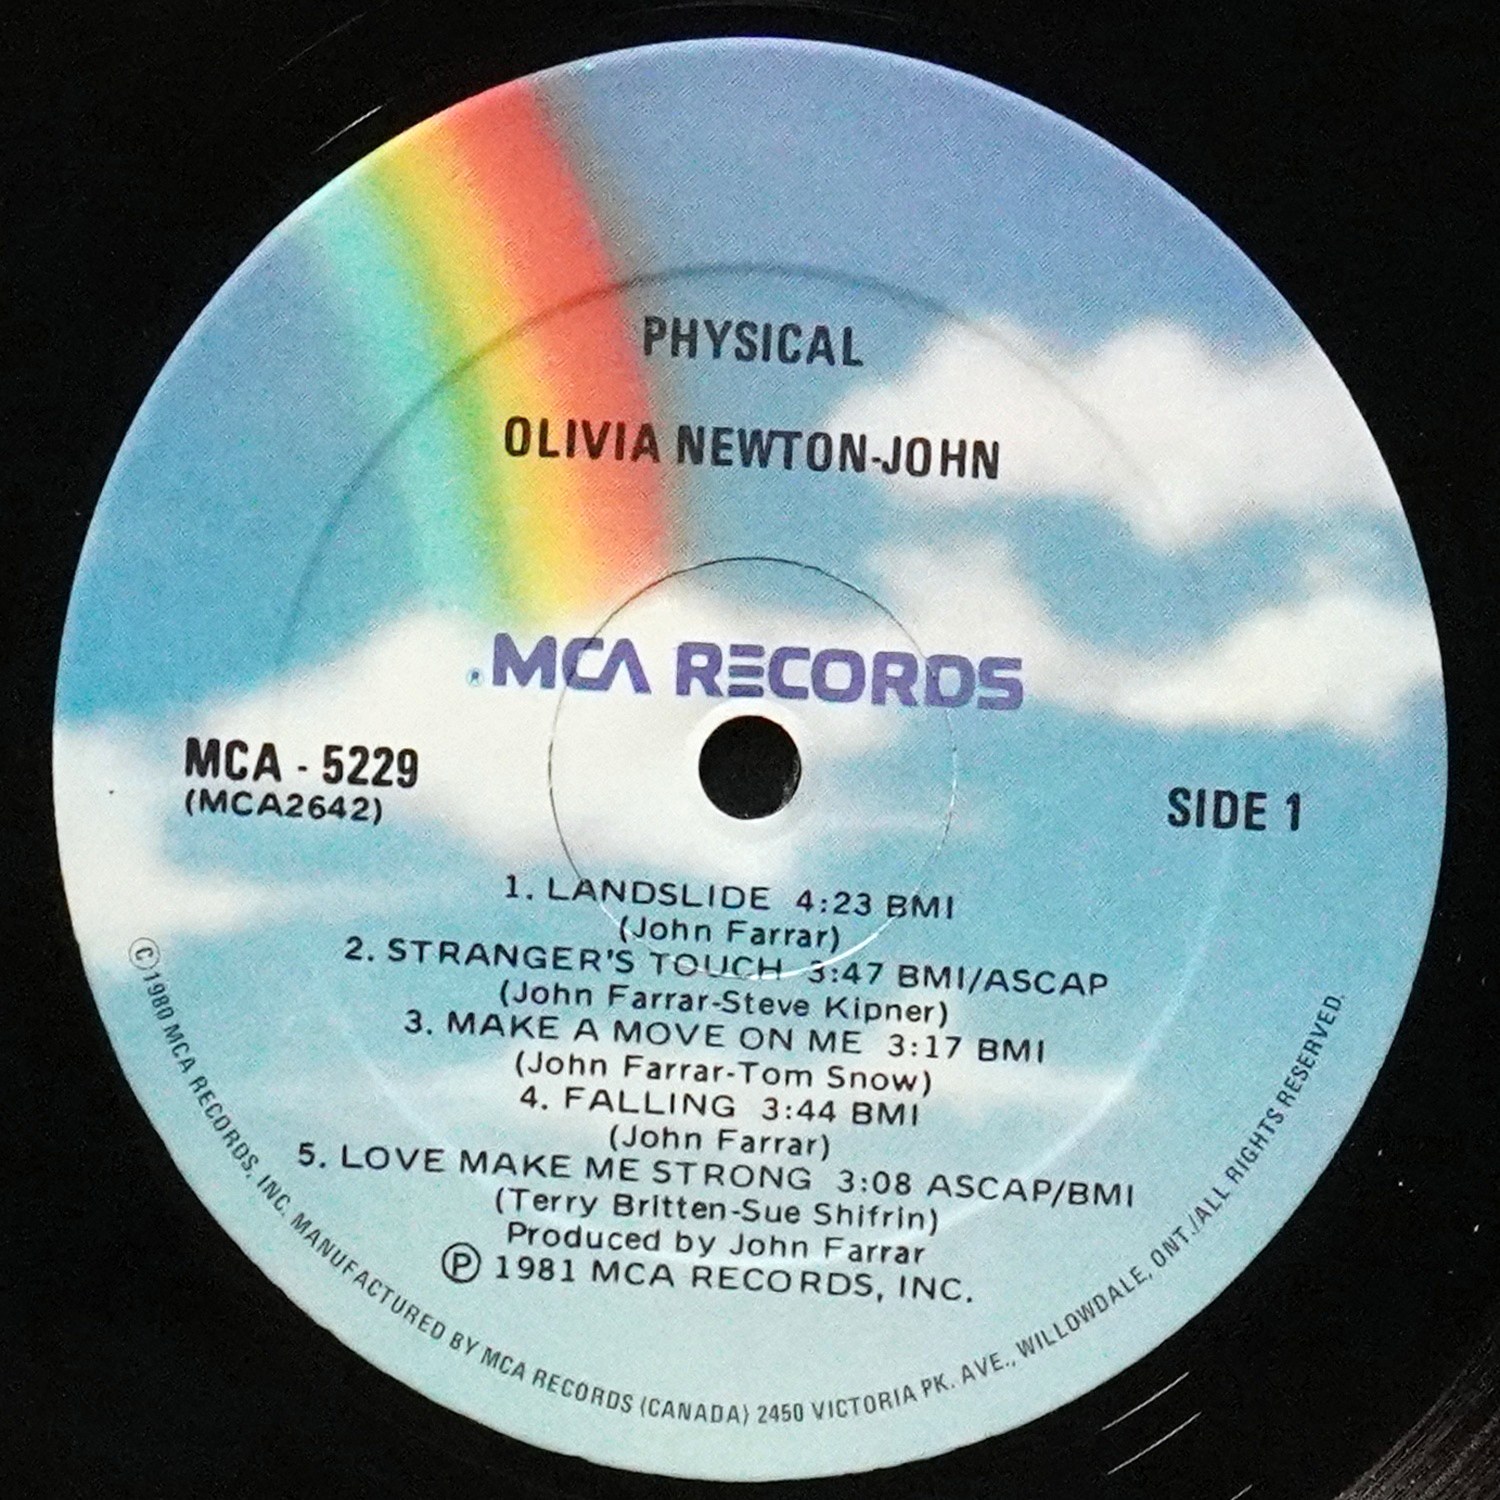 PHYSICAL
OLIVIA NEWTON-JOHN
® MCA RECORDS
MCA - 5229
(MCA2642)
SIDE 1
1. LANDSLIDE 4:23 BMI
(John Farrar)
2. STRANGER'S TOUCH 3:47 BMI/ASCAP
(John Farrar-Steve Kipner)
3. MAKE A MOVE ON ME 3:17 BMI
(John Farrar-Tom Snow)
4. FALLING 3:44 BMI
(John Farrar)
5. LOVE MAKE ME STRONG 3:08 ASCAP/BMI
(Terry Britten-Sue Shifrin)
Produced by John Farrar
Ⓟ 1981 MCA RECORDS, INC.
©1980 MCA RECORDS, INC. MANUFACTURED BY MCA RECORDS (CANADA) 2450 VICTORIA PK. AVE., WILLOWDALE, ONT./ALL RIGHTS RESERVED.